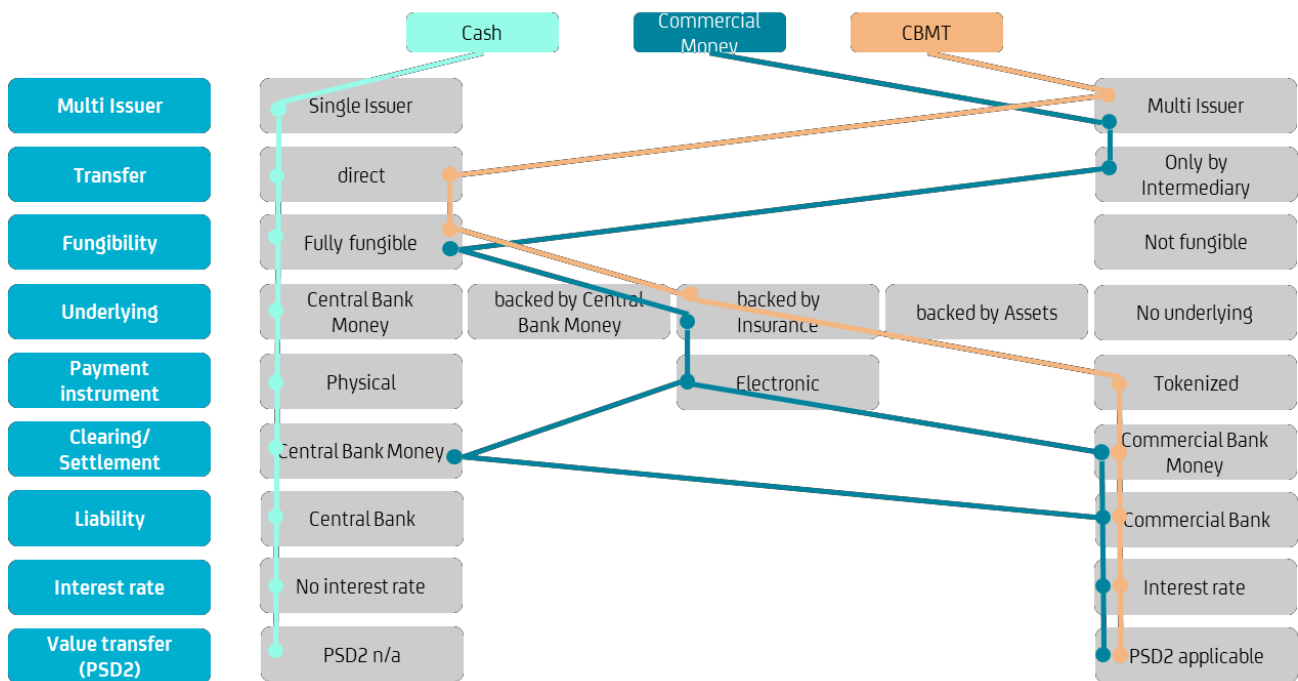 Cash
Commercial
Money
CBMT
Multi Issuer
Single Issuer
Multi Issuer
Transfer
direct
Only by
Intermediary
Fungibility
Fully fungible
Not fungible
Underlying
Central Bank
Money
backed by Central
Bank Money
backed by
Insurance
backed by Assets
No underlying
Payment
instrument
Physical
Electronic
Tokenized
Clearing/
Settlement
Central Bank Money
Commercial Bank
Money
Liability
Central Bank
Commercial Bank
Interest rate
No interest rate
Interest rate
Value transfer
(PSD2)
PSD2 n/a
PSD2 applicable